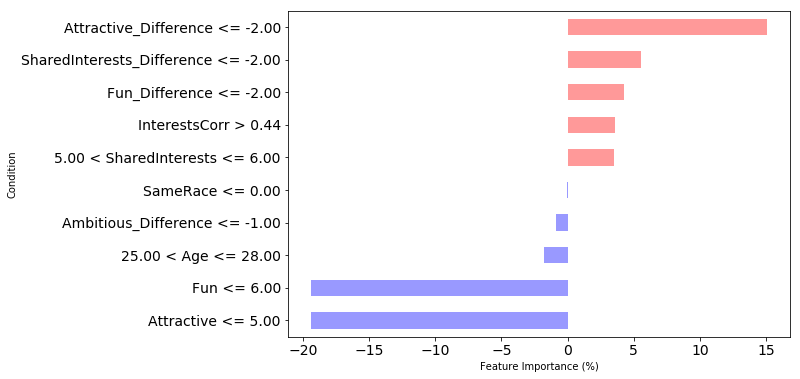 Attractive_Difference <= -2.00
SharedInterests_Difference <= -2.00
Fun_Difference <= -2.00
InterestsCorr > 0.44
5.00 < SharedInterests <= 6.00
SameRace <= 0.00
Ambitious_Difference <= -1.00
25.00 < Age <= 28.00
Fun <= 6.00
Attractive <= 5.00
Condition
−20 −15 −10 −5 0 5 10 15
Feature Importance (%)